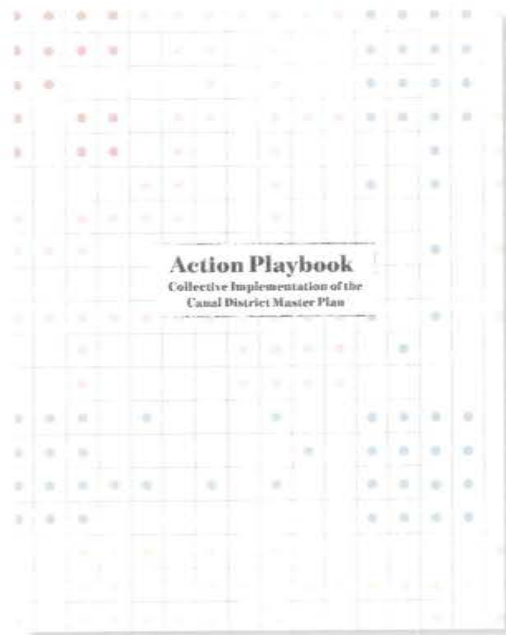 Action Playbook
Collective Implementation of the
Canal District Master Plan